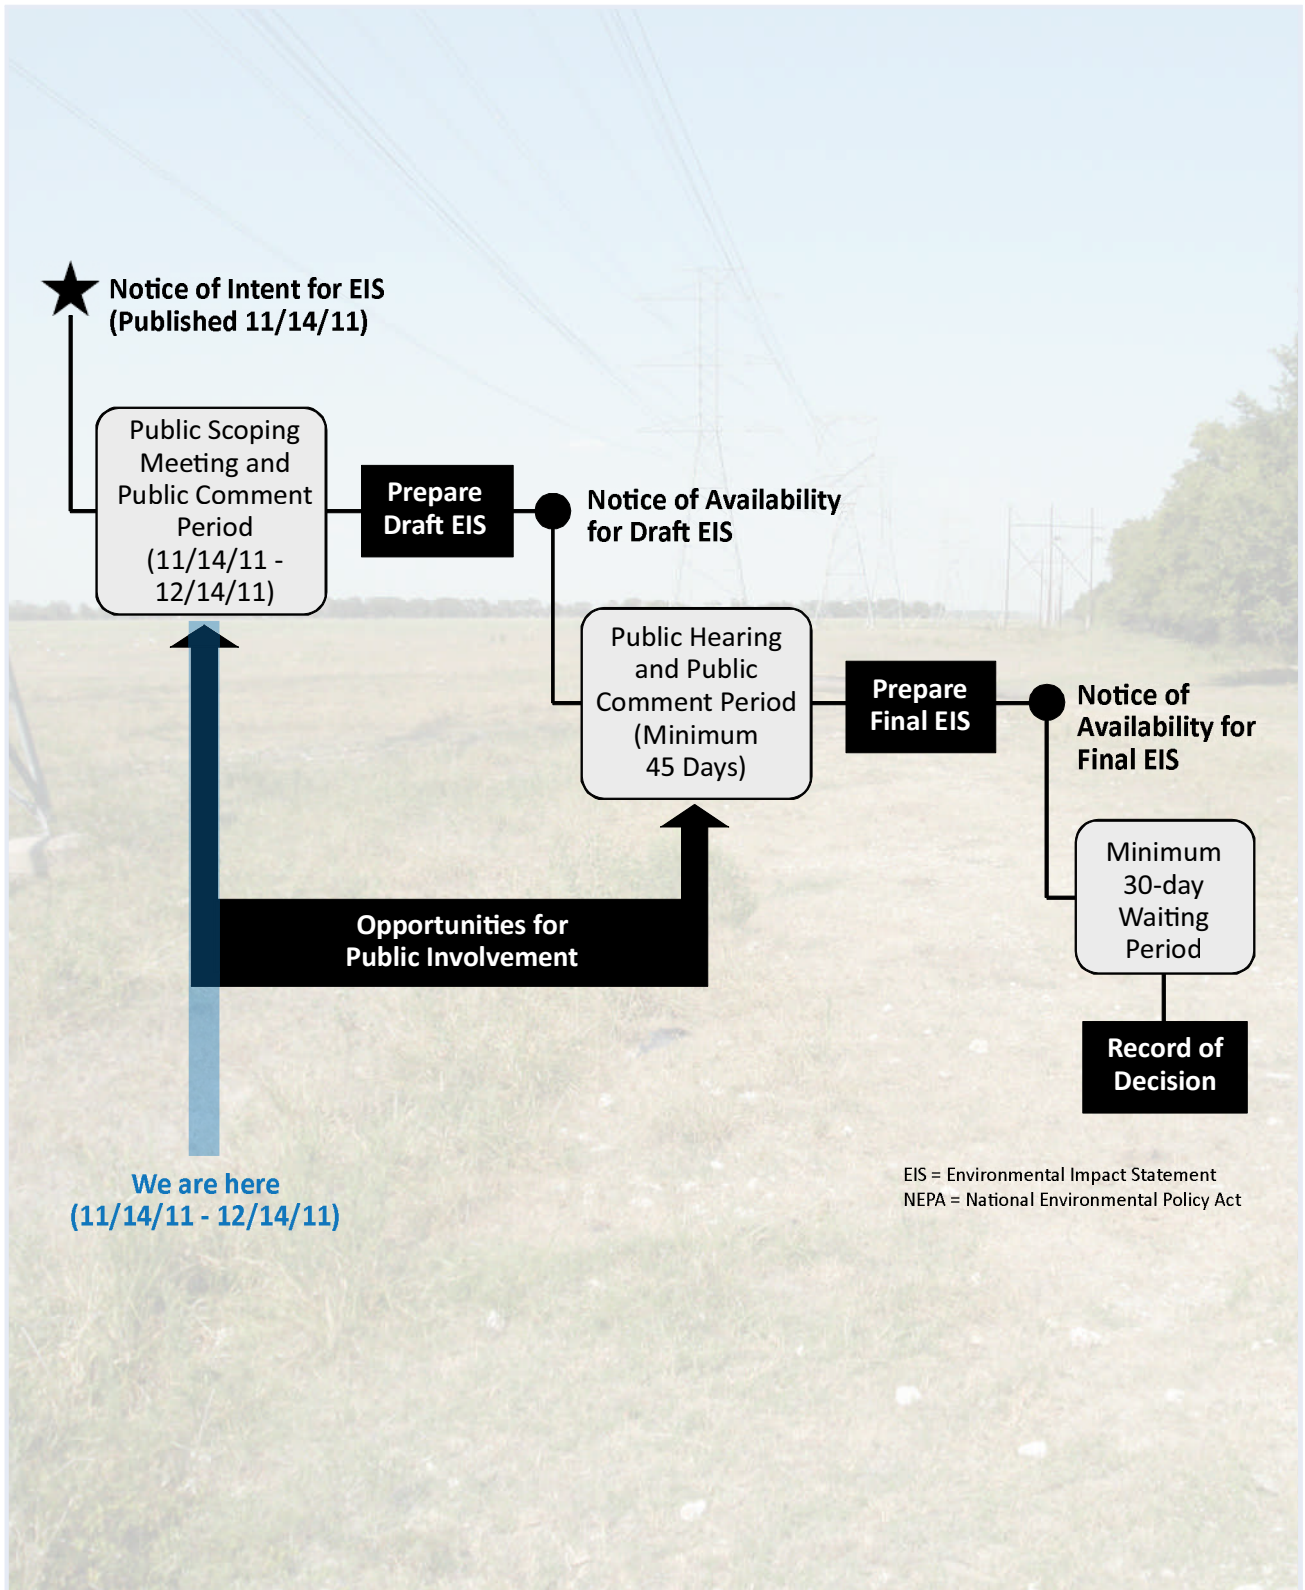 Notice of Intent for EIS
(Published 11/14/11)
Public Scoping
Meeting and
Public Comment
Period
(11/14/11 -
12/14/11)
Prepare
Draft EIS
Notice of Availability
for Draft EIS
Public Hearing
and Public
Comment Period
(Minimum
45 Days)
Prepare
Final EIS
Notice of
Availability for
Final EIS
Minimum
30-day
Waiting
Period
Opportunities for
Public Involvement
Record of
Decision
We are here
(11/14/11 - 12/14/11)
EIS = Environmental Impact Statement
NEPA = National Environmental Policy Act